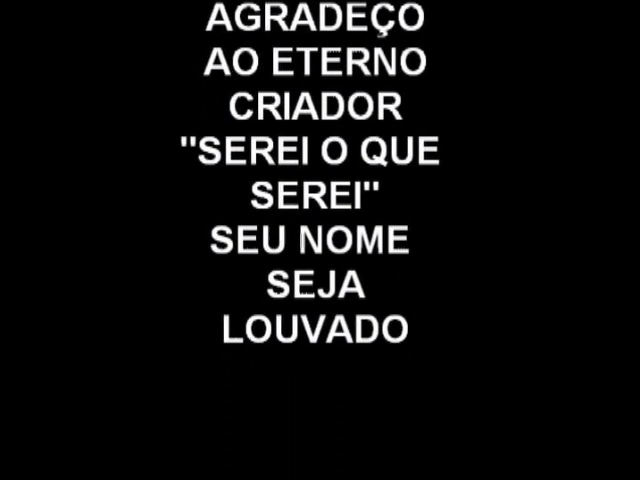 AGRADEÇO
AO ETERNO
CRIADOR
"SEREI O QUE
SEREI"
SEU NOME
SEJA
LOUVADO